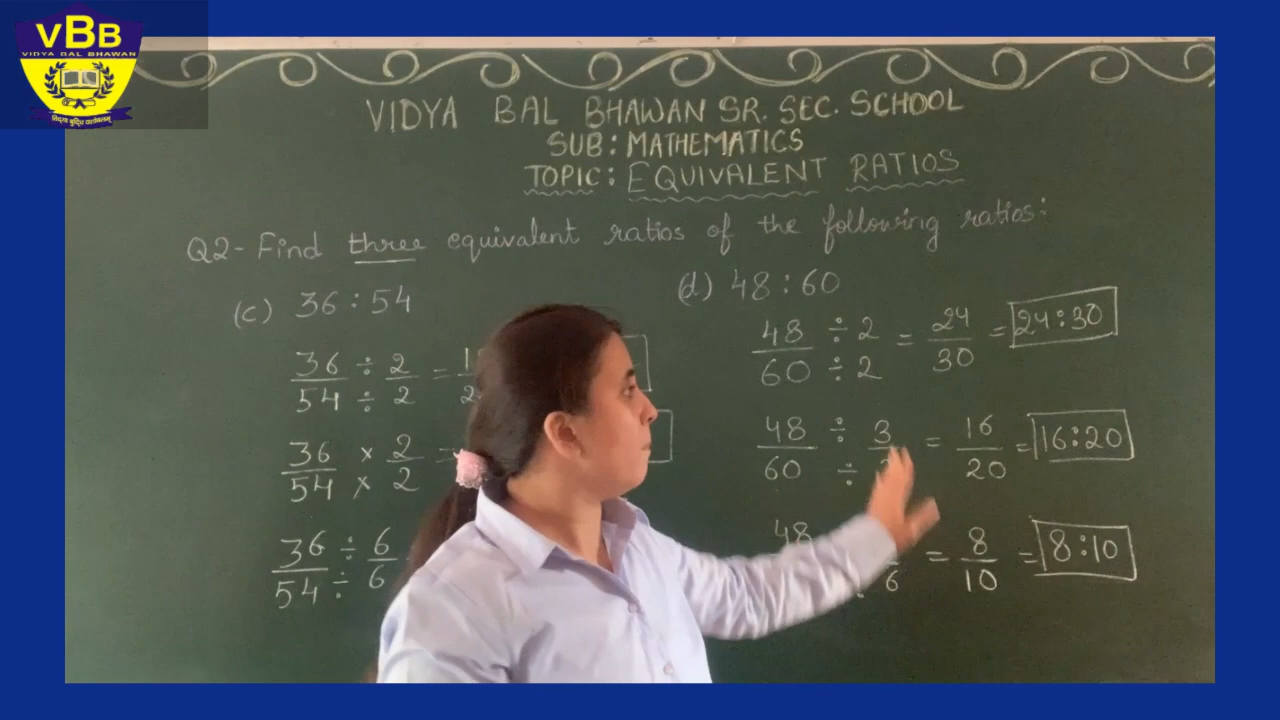 VBB
VIDYA BAL BHAWAN
VIDYA BAL BHAWAN SR. SEC. SCHOOL
SUB: MATHEMATICS
TOPIC: EQUIVALENT RATIOS
Q2- Find three equivalent ratios of the following ratios:
(c) 36:54
36/54 ÷ 2/÷ 2 =
36/54 × 2/× 2 =
36/54 ÷ 6/÷ 6
(d) 48:60
48/60 ÷ 2/÷ 2 = 24/30 = 24:30
48/60 ÷ 3/÷ = 16/20 = 16:20
48 6 = 8/10 = 8:10